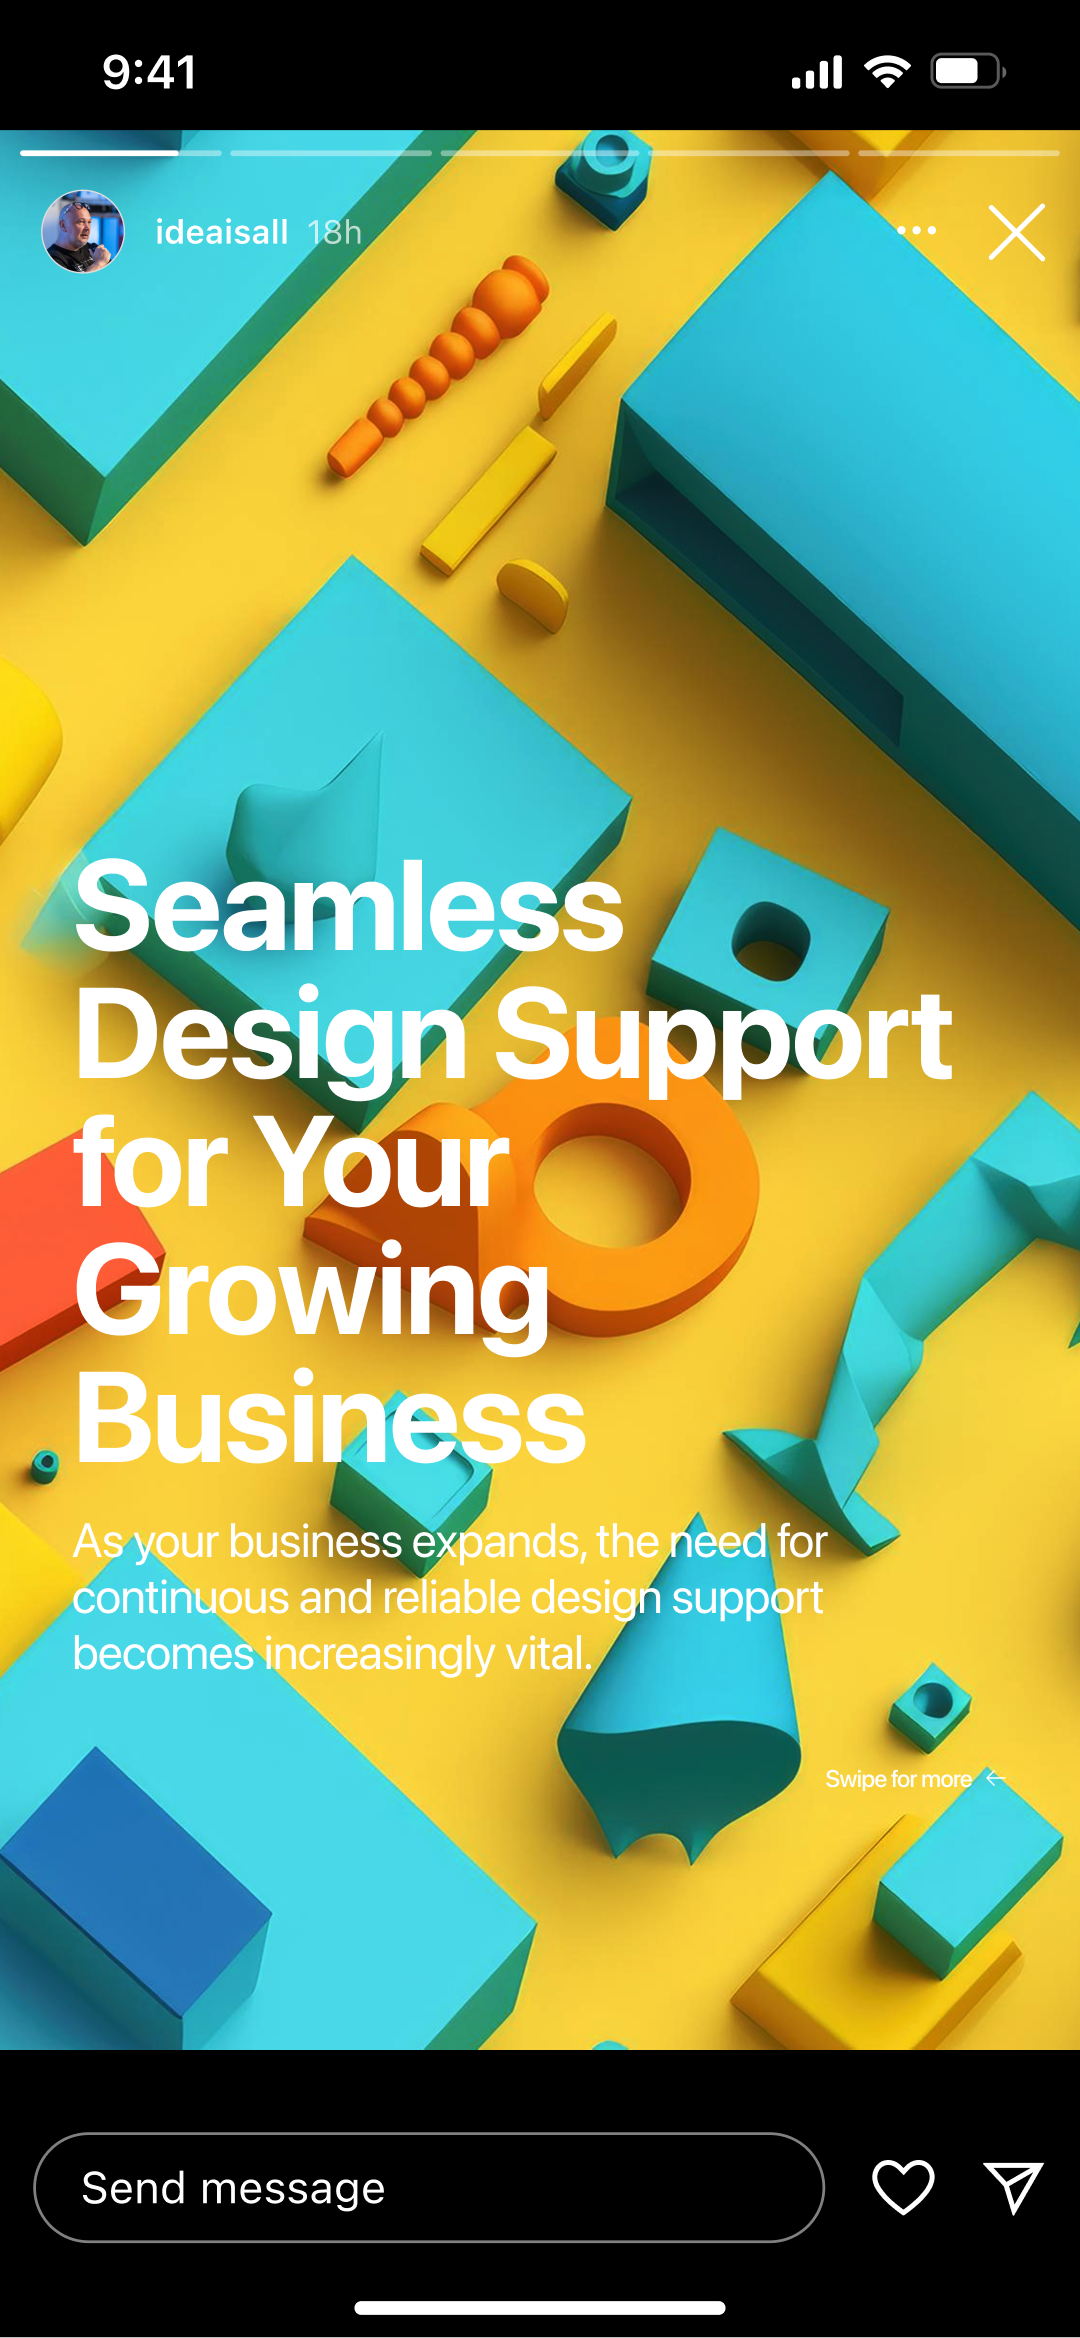 9:41
ideaisall 18h
Seamless
Design Support
for Your
Growing
Business
As your business expands, the need for
continuous and reliable design support
becomes increasingly vital.
Swipe for more ←
Send message